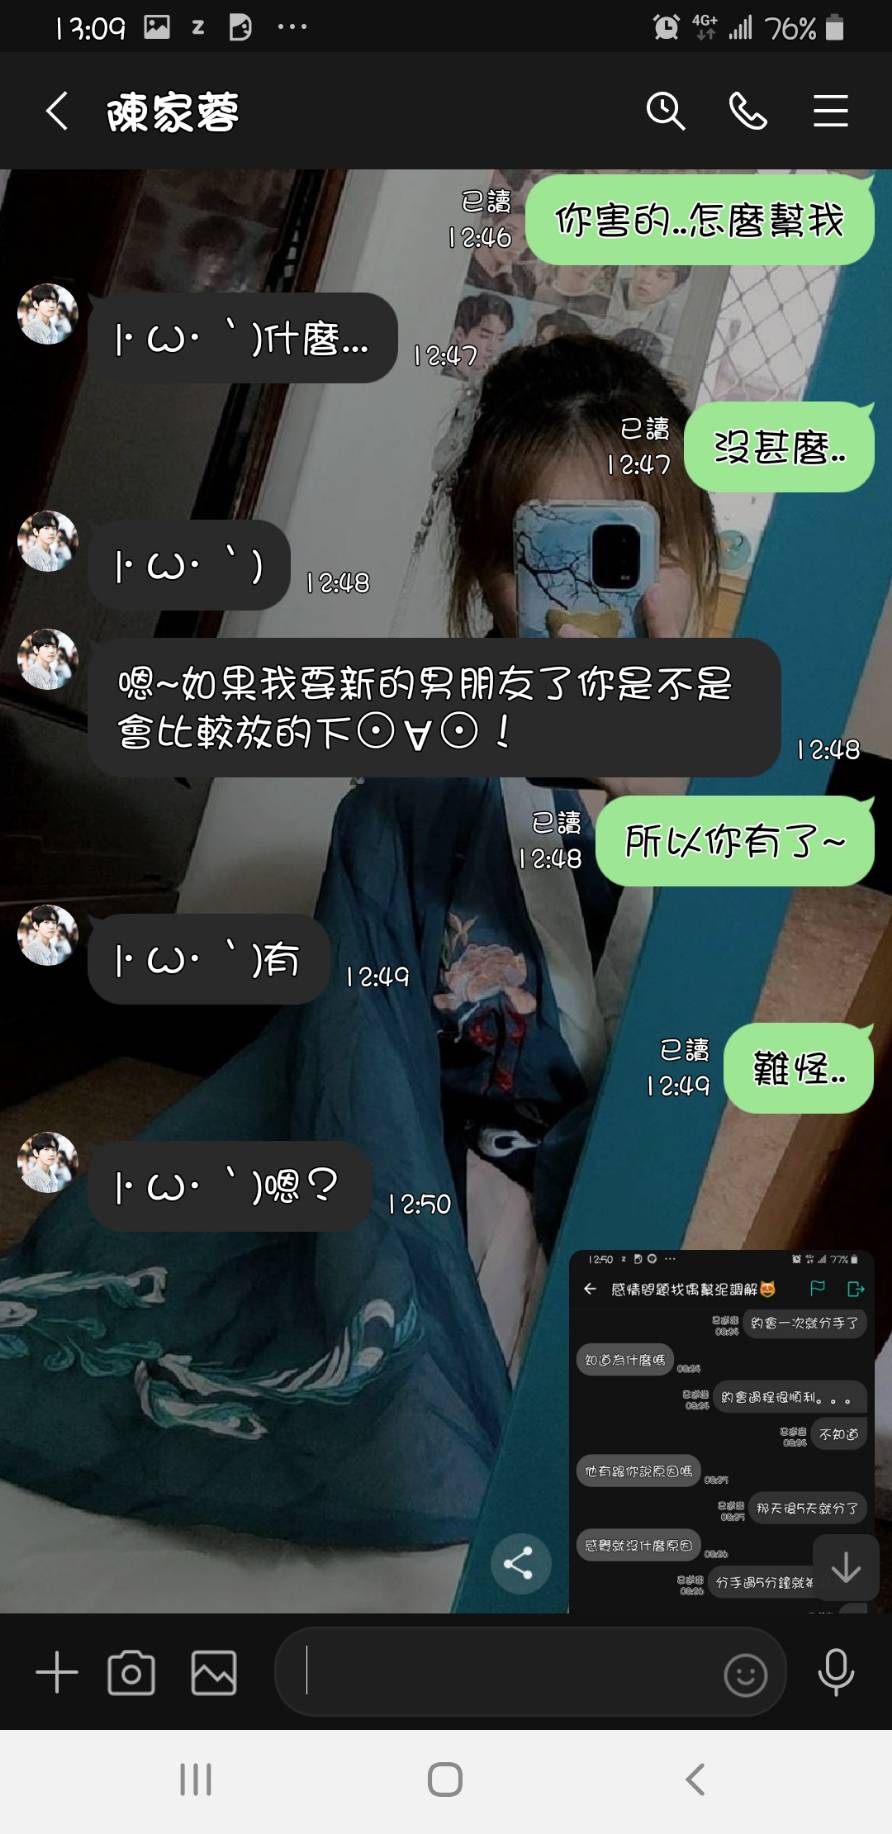 13:09 z ... 4G+ 76%
陳家蓉
已讀
12:46
你害的..怎麼幫我
|·ω·｀)什麼...
12:47
已讀
12:47
沒甚麼..
|·ω·｀)
12:48
嗯~如果我要新的男朋友了你是不是
會比較放的下⊙∀⊙！
12:48
已讀
12:48
所以你有了~
|·ω·｀)有
12:49
已讀
12:49
難怪..
|·ω·｀)嗯？
12:50
12:50 z ... 77%
感情問題找偶幫泥調解😻
約會一次就分手了
知道為什麼嗎
約會過程很順利。。。
不知道
他有跟你說原因嗎
那天後5天就分了
感覺就沒什麼原因
分手過5分鐘就